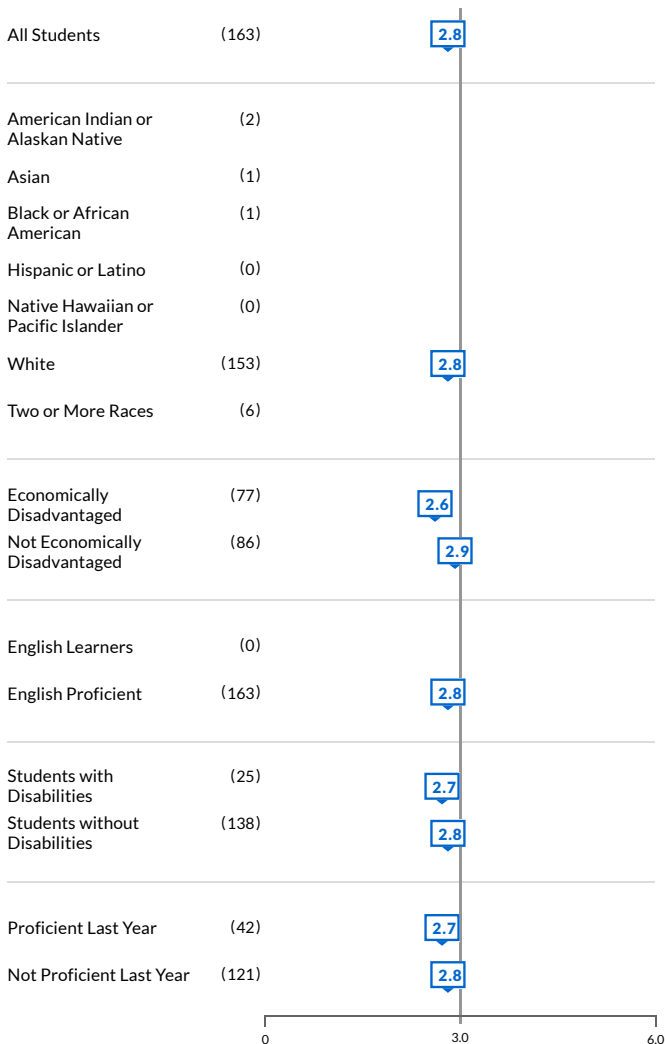 All Students (163) 2.8
American Indian or (2)
Alaskan Native
Asian (1)
Black or African (1)
American
Hispanic or Latino (0)
Native Hawaiian or (0)
Pacific Islander
White (153) 2.8
Two or More Races (6)
Economically (77) 2.6
Disadvantaged
Not Economically (86) 2.9
Disadvantaged
English Learners (0)
English Proficient (163) 2.8
Students with (25) 2.7
Disabilities
Students without (138) 2.8
Disabilities
Proficient Last Year (42) 2.7
Not Proficient Last Year (121) 2.8
0 3.0 6.0